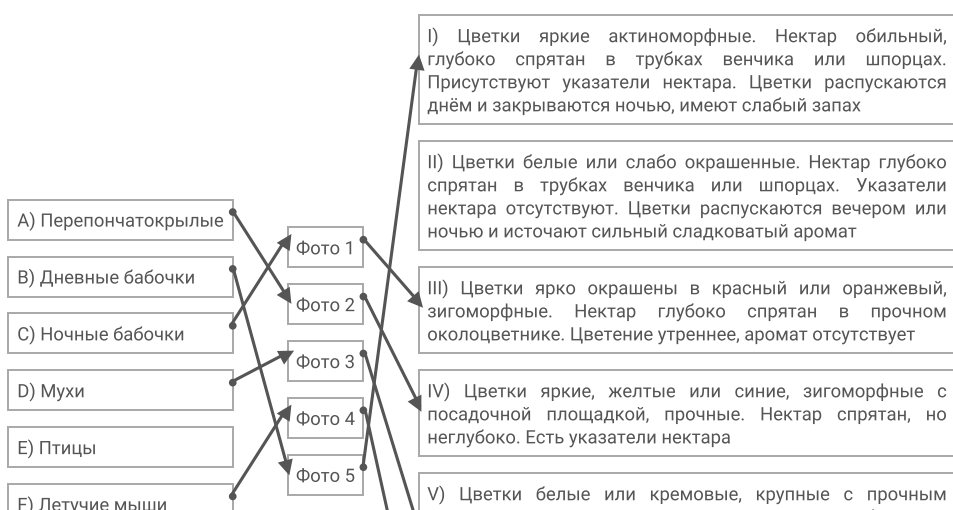 A) Перепончатокрылые
B) Дневные бабочки
C) Ночные бабочки
D) Мухи
E) Птицы
F) Летучие мыши
Фото 1
Фото 2
Фото 3
Фото 4
Фото 5
I) Цветки яркие актиноморфные. Нектар обильный,
глубоко спрятан в трубках венчика или шпорцах.
Присутствуют указатели нектара. Цветки распускаются
днём и закрываются ночью, имеют слабый запах
II) Цветки белые или слабо окрашенные. Нектар глубоко
спрятан в трубках венчика или шпорцах. Указатели
нектара отсутствуют. Цветки распускаются вечером или
ночью и источают сильный сладковатый аромат
III) Цветки ярко окрашены в красный или оранжевый,
зигоморфные. Нектар глубоко спрятан в прочном
околоцветнике. Цветение утреннее, аромат отсутствует
IV) Цветки яркие, желтые или синие, зигоморфные с
посадочной площадкой, прочные. Нектар спрятан, но
неглубоко. Есть указатели нектара
V) Цветки белые или кремовые, крупные с прочным